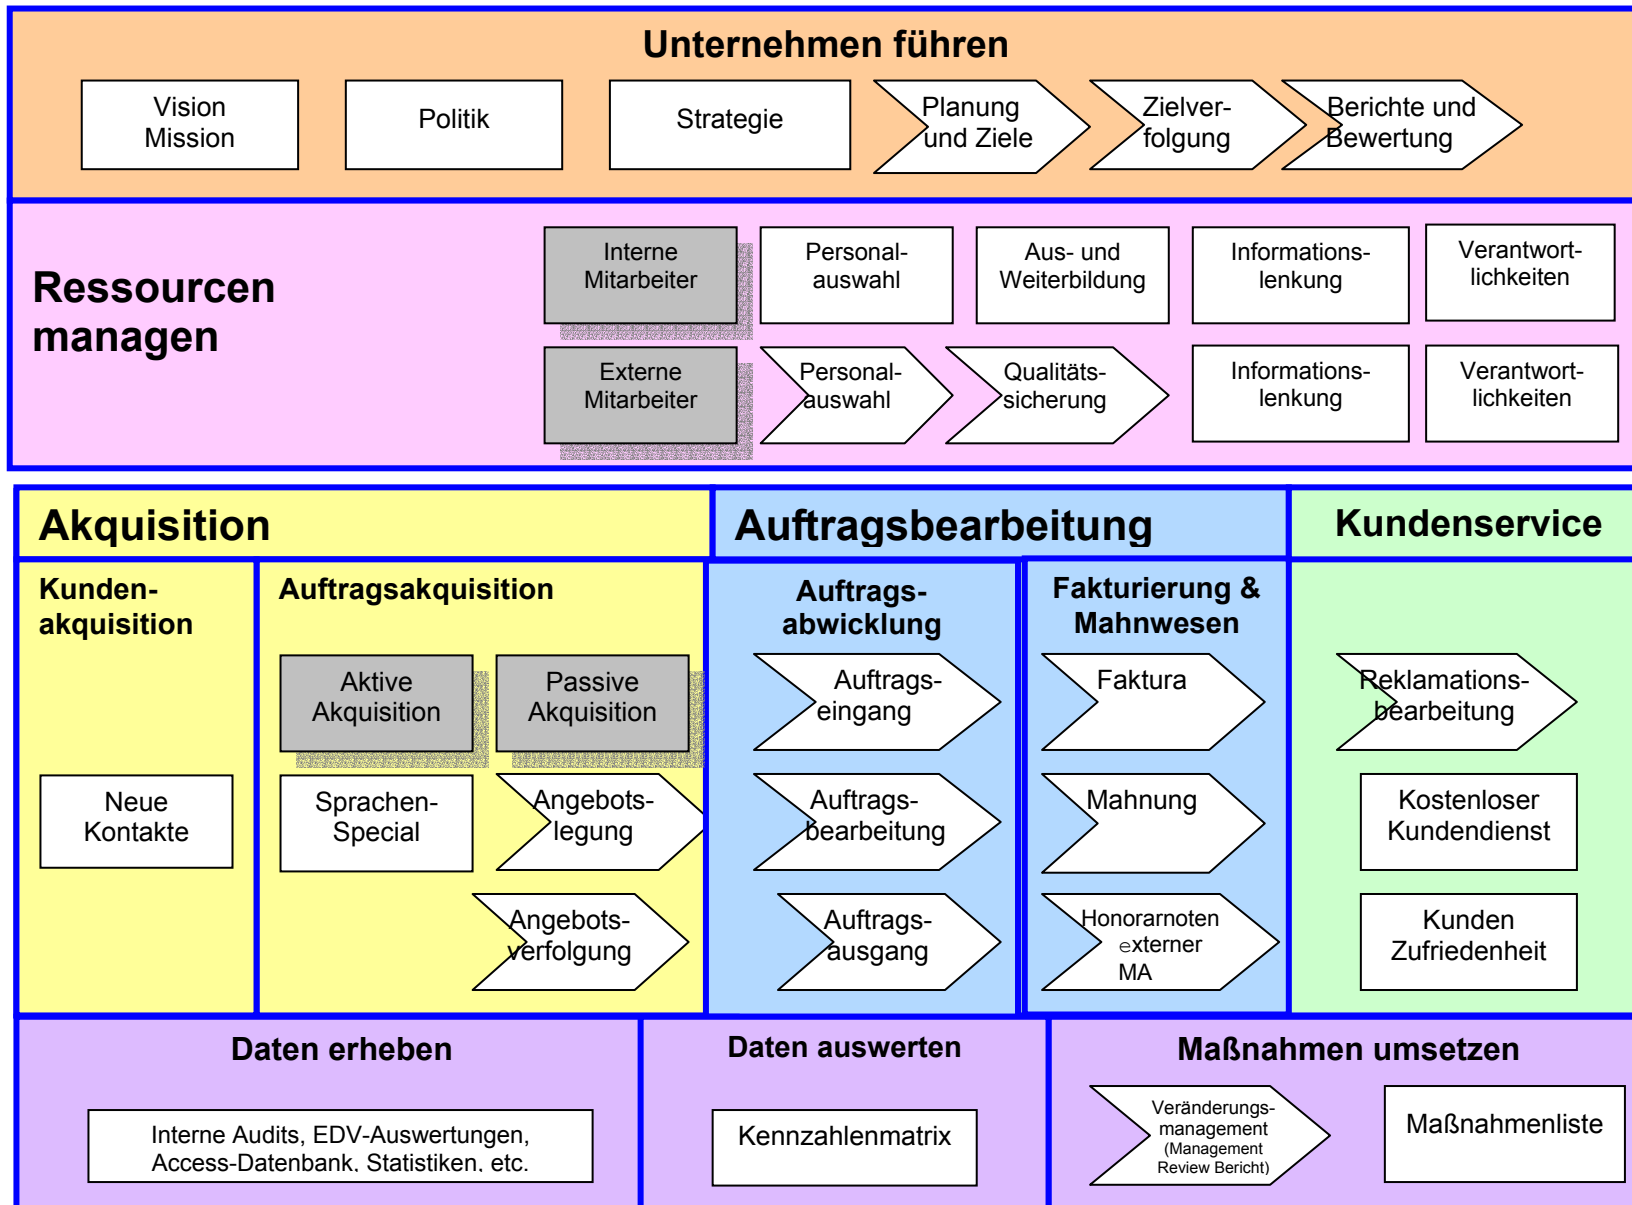 Unternehmen führen
Vision
Mission
Politik
Strategie
Planung
und Ziele
Zielver-
folgung
Berichte und
Bewertung
Ressourcen
managen
Interne
Mitarbeiter
Personal-
auswahl
Aus- und
Weiterbildung
Informations-
lenkung
Verantwort-
lichkeiten
Externe
Mitarbeiter
Personal-
auswahl
Qualitäts-
sicherung
Informations-
lenkung
Verantwort-
lichkeiten
Akquisition
Auftragsbearbeitung
Kundenservice
Kunden-
akquisition
Neue
Kontakte
Auftragsakquisition
Aktive
Akquisition
Passive
Akquisition
Sprachen-
Special
Angebots-
legung
Angebots-
verfolgung
Auftrags-
abwicklung
Auftrags-
eingang
Auftrags-
bearbeitung
Auftrags-
ausgang
Fakturierung &
Mahnwesen
Faktura
Mahnung
Honorarnoten
externer
MA
Reklamations-
bearbeitung
Kostenloser
Kundendienst
Kunden
Zufriedenheit
Daten erheben
Interne Audits, EDV-Auswertungen,
Access-Datenbank, Statistiken, etc.
Daten auswerten
Kennzahlenmatrix
Maßnahmen umsetzen
Veränderungs-
management
(Management
Review Bericht)
Maßnahmenliste